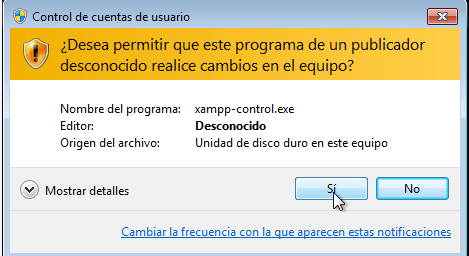 Control de cuentas de usuario
¿Desea permitir que este programa de un publicador
desconocido realice cambios en el equipo?
Nombre del programa: xampp-control.exe
Editor: Desconocido
Origen del archivo: Unidad de disco duro en este equipo
Mostrar detalles Sí No
Cambiar la frecuencia con la que aparecen estas notificaciones